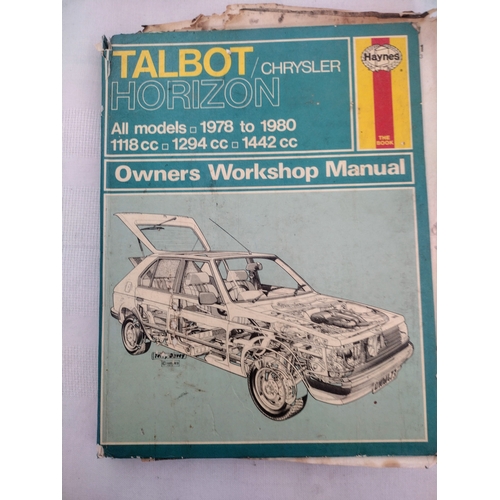 TALBOT/CHRYSLER
HORIZON
All models ▫ 1978 to 1980
1118 cc ▫ 1294 cc ▫ 1442 cc
Haynes
THE
BOOK
Owners Workshop Manual